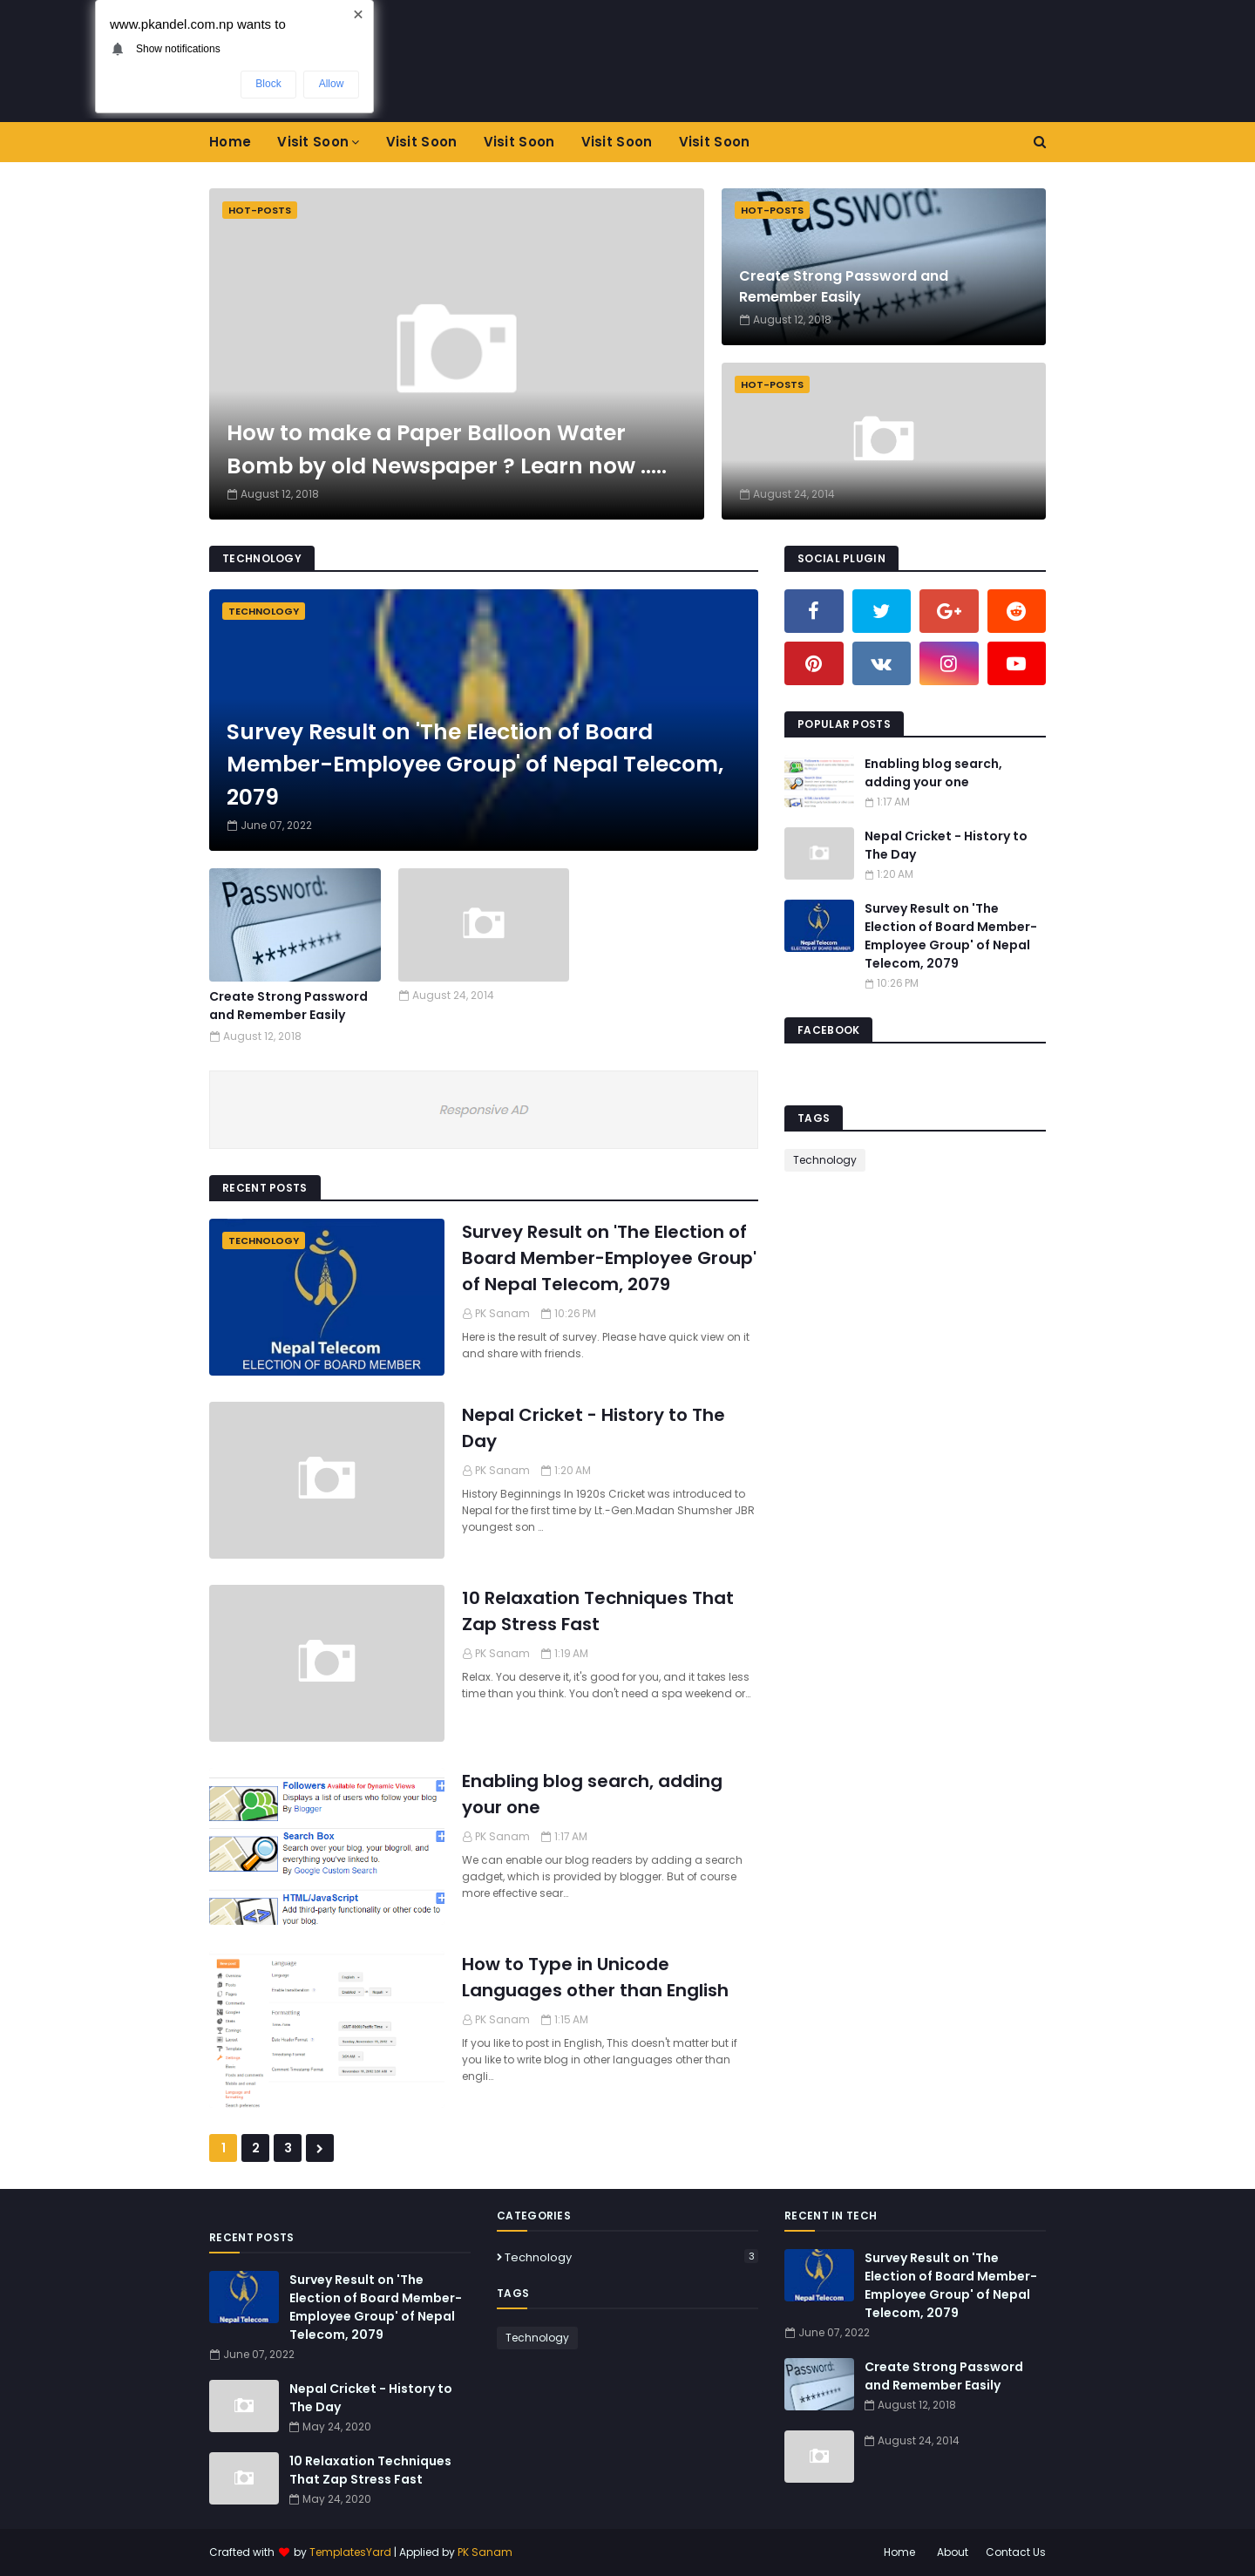 www.pkandel.com.np wants to
Show notifications
Block
Allow
Home
Visit Soon
Visit Soon
Visit Soon
Visit Soon
Visit Soon
HOT-POSTS
How to make a Paper Balloon Water
Bomb by old Newspaper ? Learn now .....
August 12, 2018
Password:
HOT-POSTS
Create Strong Password and
Remember Easily
August 12, 2018
HOT-POSTS
August 24, 2014
TECHNOLOGY
TECHNOLOGY
Survey Result on 'The Election of Board
Member-Employee Group' of Nepal Telecom,
2079
June 07, 2022
Password:
*********
Create Strong Password
and Remember Easily
August 12, 2018
August 24, 2014
Responsive AD
RECENT POSTS
TECHNOLOGY
Nepal Telecom
ELECTION OF BOARD MEMBER
Survey Result on 'The Election of
Board Member-Employee Group'
of Nepal Telecom, 2079
PK Sanam
10:26 PM
Here is the result of survey. Please have quick view on it
and share with friends.
Nepal Cricket - History to The
Day
PK Sanam
1:20 AM
History Beginnings In 1920s Cricket was introduced to
Nepal for the first time by Lt.-Gen.Madan Shumsher JBR
youngest son …
10 Relaxation Techniques That
Zap Stress Fast
PK Sanam
1:19 AM
Relax. You deserve it, it's good for you, and it takes less
time than you think. You don't need a spa weekend or…
Followers Available for Dynamic Views
Displays a list of users who follow your blog
By Blogger
Search Box
Search over your blog, your blogroll, and
everything you've linked to.
By Google Custom Search
HTML/JavaScript
Add third-party functionality or other code to
your blog.
Enabling blog search, adding
your one
PK Sanam
1:17 AM
We can enable our blog readers by adding a search
gadget, which is provided by blogger. But of course
more effective sear…
Language
Formatting
How to Type in Unicode
Languages other than English
PK Sanam
1:15 AM
If you like to post in English, This doesn't matter but if
you like to write blog in other languages other than
engli…
1
2
3
SOCIAL PLUGIN
POPULAR POSTS
Enabling blog search,
adding your one
1:17 AM
Nepal Cricket - History to
The Day
1:20 AM
Nepal Telecom
ELECTION OF BOARD MEMBER
Survey Result on 'The
Election of Board Member-
Employee Group' of Nepal
Telecom, 2079
10:26 PM
FACEBOOK
TAGS
Technology
RECENT POSTS
Nepal Telecom
Survey Result on 'The
Election of Board Member-
Employee Group' of Nepal
Telecom, 2079
June 07, 2022
Nepal Cricket - History to
The Day
May 24, 2020
10 Relaxation Techniques
That Zap Stress Fast
May 24, 2020
CATEGORIES
Technology
3
TAGS
Technology
RECENT IN TECH
Nepal Telecom
Survey Result on 'The
Election of Board Member-
Employee Group' of Nepal
Telecom, 2079
June 07, 2022
Password:
Create Strong Password
and Remember Easily
August 12, 2018
August 24, 2014
Crafted with by TemplatesYard | Applied by PK Sanam
Home
About
Contact Us